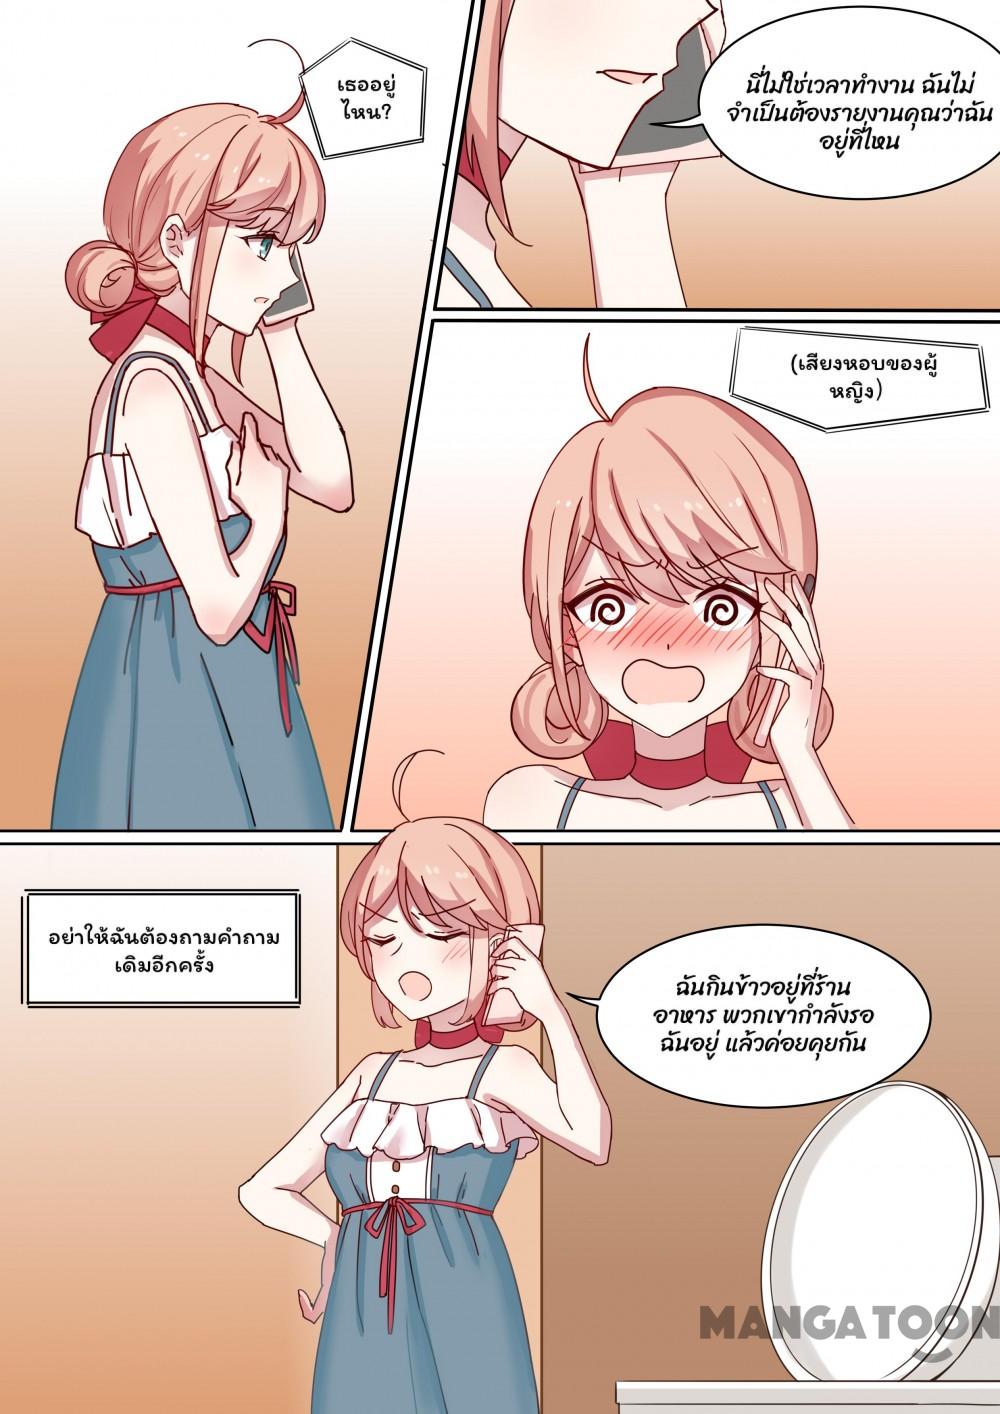 เธออยู่
ไหน?
นี่ไม่ใช่เวลาทำงาน ฉันไม่
จำเป็นต้องรายงานคุณว่าฉัน
อยู่ที่ไหน
(เสียงหอบของผู้
หญิง)
อย่าให้ฉันต้องถามคำถาม
เดิมอีกครั้ง
ฉันกินข้าวอยู่ที่ร้าน
อาหาร พวกเขากำลังรอ
ฉันอยู่ แล้วค่อยคุยกัน
MANGATOON